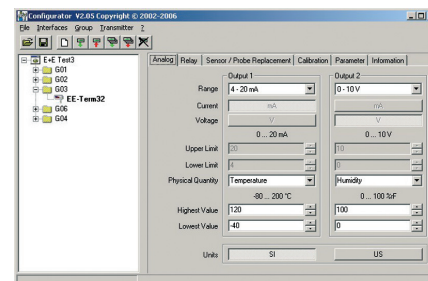 Configurator V2.05 Copyright © 2002-2006
File Interfaces Group Transmitter ?
E+E Test3
G01
G02
G03
EE-Term32
G06
G04
Analog Relay Sensor / Probe Replacement Calibration Parameter Information
Output 1 Output 2
Range 4 - 20 mA 0 - 10 V
Current mA mA
Voltage V V
0 ... 20 mA 0 ... 10 V
Upper Limit 20 10
Lower Limit 4 0
Physical Quantity Temperature Humidity
-80 ... 200 °C 0 ... 100 %rF
Highest Value 120 100
Lowest Value -40 0
Units SI US